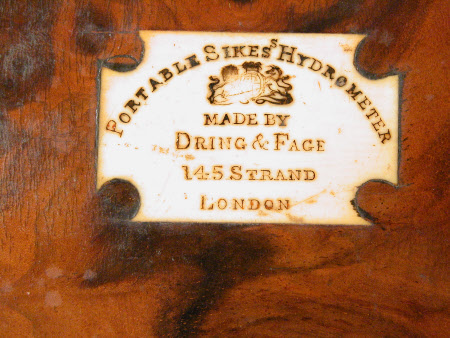 PORTABLE SIKES'S HYDROMETER
MADE BY
DRING & FAGE
145 STRAND
LONDON